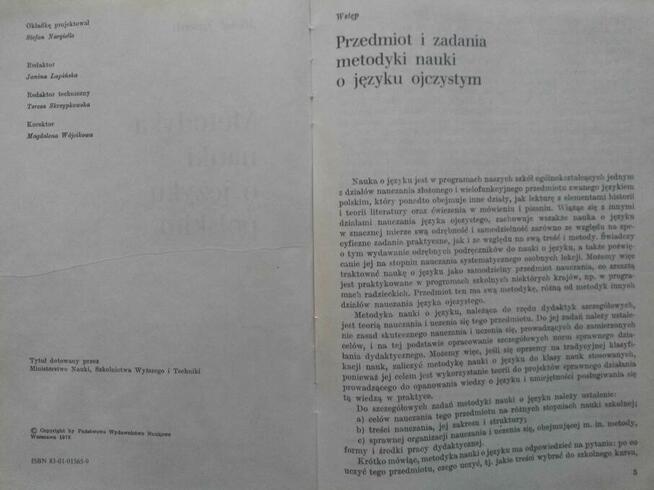 Okładkę projektował
Stefan Nargiełło
Redaktor
Janina Łupińska
Redaktor techniczny
Teresa Skrzypkowska
Korektor
Magdalena Wójcikowa
Tytuł dotowany przez
Ministerstwo Nauki, Szkolnictwa Wyższego i Techniki
© Copyright by Państwowe Wydawnictwo Naukowe
Warszawa 1978
ISBN 83-01-01565-9
Wstęp
Przedmiot i zadania
metodyki nauki
o języku ojczystym
Nauka o języku jest w programach naszych szkół ogólnokształcących jednym
z działów nauczania złożonego i wielofunkcyjnego przedmiotu zwanego językiem
polskim, który ponadto obejmuje inne działy, jak lekturę z elementami historii
i teorii literatury oraz ćwiczenia w mówieniu i pisaniu. Wiążąc się z innymi
działami nauczania języka ojczystego, zachowuje wszakże nauka o języku
w znacznej mierze swą odrębność i samodzielność zarówno ze względu na spe-
cyficzne zadanie praktyczne, jak i ze względu na swą treść i metody. Świadczy
o tym wydawanie odrębnych podręczników do nauki o języku, a także poświę-
canie jej na stopniu nauczania systematycznego osobnych lekcji. Możemy więc
traktować naukę o języku jako samodzielny przedmiot nauczania, co zresztą
jest praktykowane w programach szkolnych niektórych krajów, np. w progra-
mach radzieckich. Przedmiot ten ma swą metodykę, różną od metodyk innych
działów nauczania języka ojczystego.
Metodyka nauki o języku, należąca do rzędu dydaktyk szczegółowych,
jest teorią nauczania i uczenia się tego przedmiotu. Do jej zadań należy ustale-
nie zasad skutecznego nauczania i uczenia się, prowadzących do zamierzonych
celów, i na tej podstawie opracowanie szczegółowych norm sprawnego dzia-
łania dydaktycznego. Możemy więc, jeśli się oprzemy na tradycyjnej klasyfi-
kacji nauk, zaliczyć metodykę nauki o języku do klasy nauk stosowanych,
ponieważ jej celem jest wykorzystanie teorii do projektów sprawnego działania
prowadzącego do opanowania wiedzy o języku i umiejętności posługiwania się
tą wiedzą w praktyce.
Do szczegółowych zadań metodyki nauki o języku należy ustalenie:
a) celów nauczania tego przedmiotu na różnych stopniach nauki szkolnej;
b) treści nauczania, jej zakresu i struktury;
c) sprawnej organizacji nauczania i uczenia się, obejmującej m. in. metody,
formy i środki pracy dydaktycznej.
Krótko mówiąc, metodyka nauki o języku ma odpowiedzieć na pytania: po co
uczyć tego przedmiotu, czego uczyć, tj. jakie treści wybrać do szkolnego kursu,
5